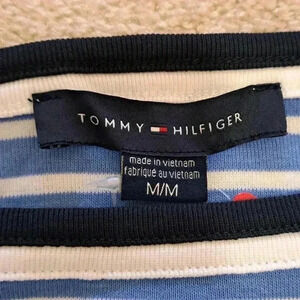 TOMMY HILFIGER
made in vietnam
fabriqué au vietnam
M/M